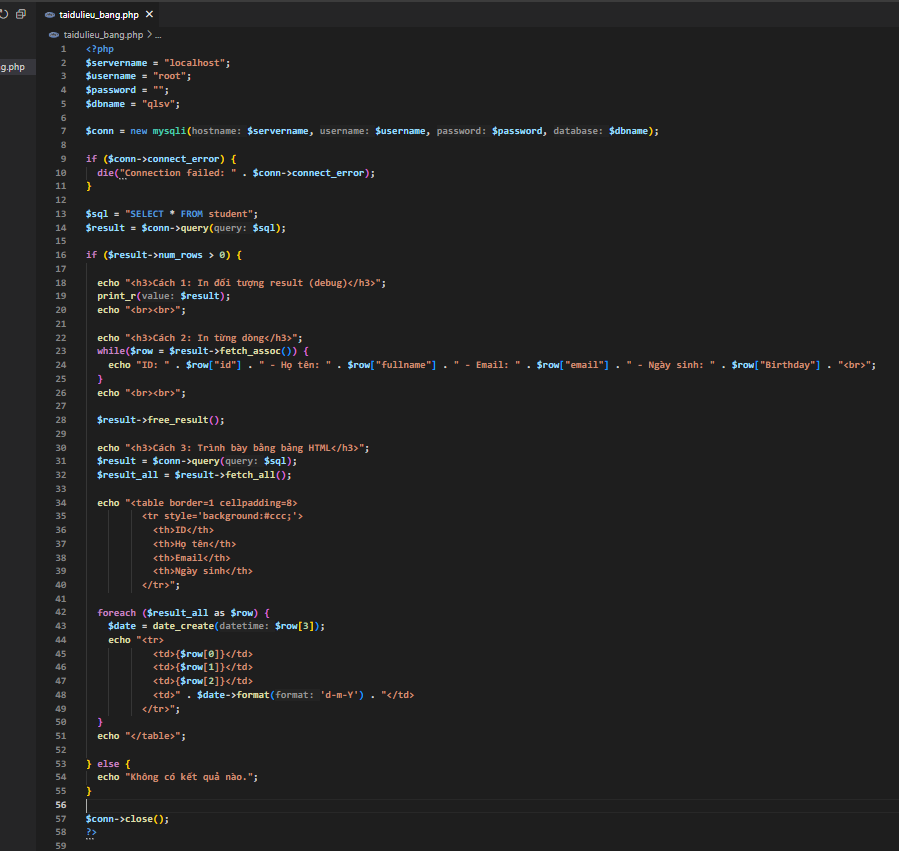 taidulieu_bang.php
taidulieu_bang.php > ...
g.php
1 <?php
2 $servername = "localhost";
3 $username = "root";
4 $password = "";
5 $dbname = "qlsv";
6
7 $conn = new mysqli(hostname: $servername, username: $username, password: $password, database: $dbname);
8
9 if ($conn->connect_error) {
10 die("Connection failed: " . $conn->connect_error);
11 }
12
13 $sql = "SELECT * FROM student";
14 $result = $conn->query(query: $sql);
15
16 if ($result->num_rows > 0) {
17
18 echo "<h3>Cách 1: In đối tượng result (debug)</h3>";
19 print_r(value: $result);
20 echo "<br><br>";
21
22 echo "<h3>Cách 2: In từng dòng</h3>";
23 while($row = $result->fetch_assoc()) {
24 echo "ID: " . $row["id"] . " - Họ tên: " . $row["fullname"] . " - Email: " . $row["email"] . " - Ngày sinh: " . $row["Birthday"] . "<br>";
25 }
26 echo "<br><br>";
27
28 $result->free_result();
29
30 echo "<h3>Cách 3: Trình bày bằng bảng HTML</h3>";
31 $result = $conn->query(query: $sql);
32 $result_all = $result->fetch_all();
33
34 echo "<table border=1 cellpadding=8>
35 <tr style='background:#ccc;'>
36 <th>ID</th>
37 <th>Họ tên</th>
38 <th>Email</th>
39 <th>Ngày sinh</th>
40 </tr>";
41
42 foreach ($result_all as $row) {
43 $date = date_create(datetime: $row[3]);
44 echo "<tr>
45 <td>{$row[0]}</td>
46 <td>{$row[1]}</td>
47 <td>{$row[2]}</td>
48 <td>" . $date->format(format: 'd-m-Y') . "</td>
49 </tr>";
50 }
51 echo "</table>";
52
53 } else {
54 echo "Không có kết quả nào.";
55 }
56
57 $conn->close();
58 ?>
59